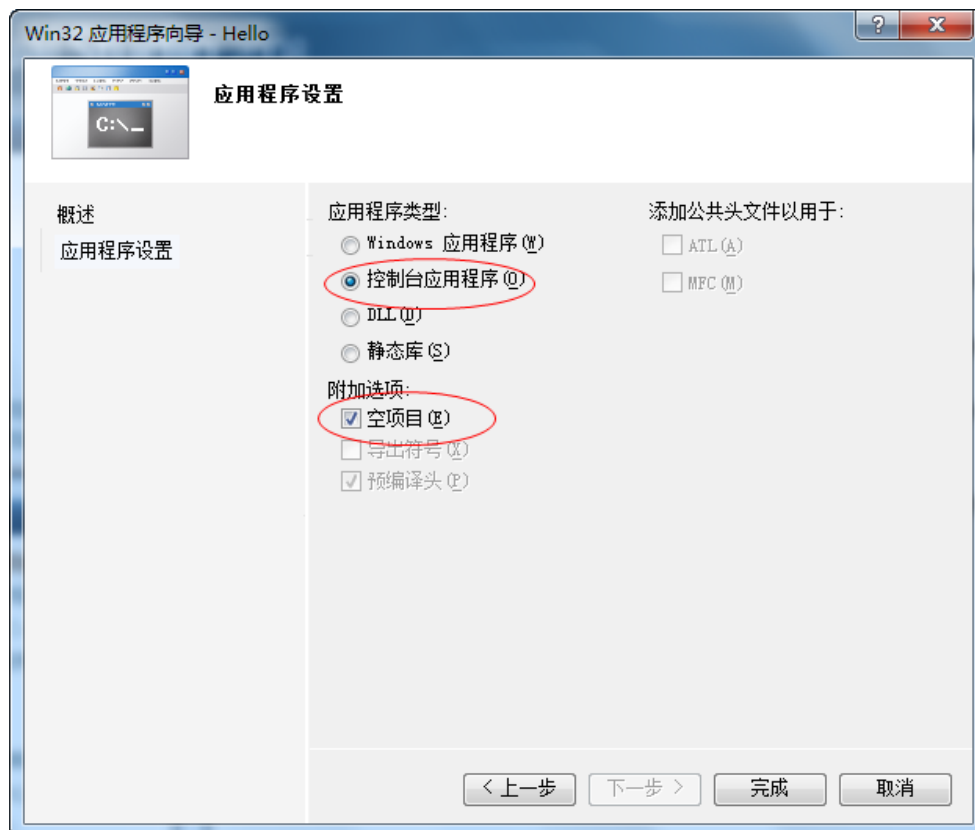 Win32 应用程序向导 - Hello
?
C:\_
应用程序设置
概述
应用程序设置
应用程序类型:
Windows 应用程序(W)
控制台应用程序(O)
DLL(D)
静态库(S)
附加选项:
空项目(E)
导出符号(X)
预编译头(P)
添加公共头文件以用于:
ATL(A)
MFC(M)
< 上一步
下一步 >
完成
取消